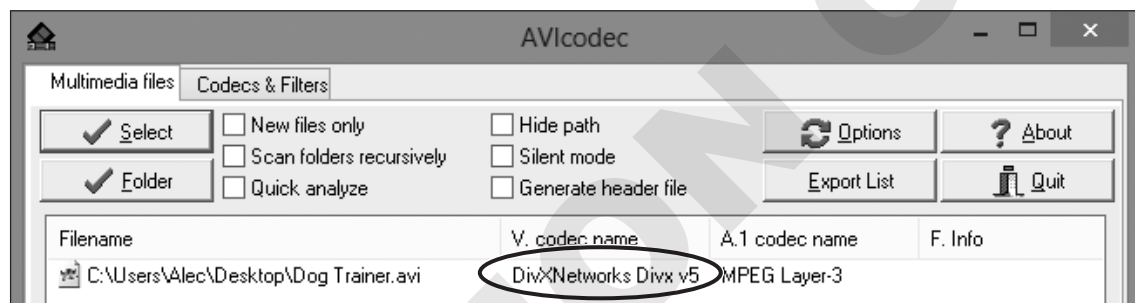 AVIcodec
Multimedia files Codecs & Filters
Select New files only Hide path Options About
Scan folders recursively Silent mode
Folder Quick analyze Generate header file Export List Quit
Filename V. codec name A.1 codec name F. Info
C:\Users\Alec\Desktop\Dog Trainer.avi DivXNetworks Divx v5 MPEG Layer-3